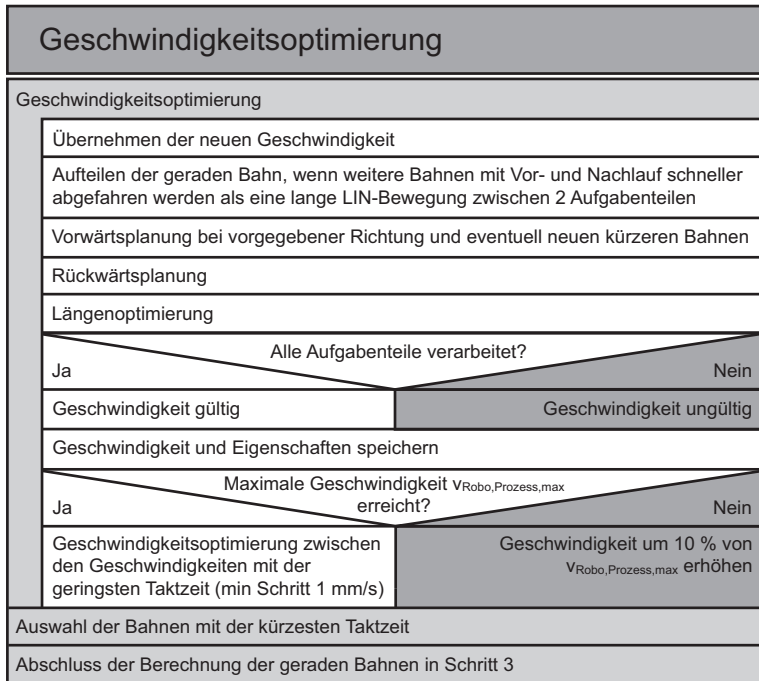 Geschwindigkeitsoptimierung
Geschwindigkeitsoptimierung
Übernehmen der neuen Geschwindigkeit
Aufteilen der geraden Bahn, wenn weitere Bahnen mit Vor- und Nachlauf schneller
abgefahren werden als eine lange LIN-Bewegung zwischen 2 Aufgabenteilen
Vorwärtsplanung bei vorgegebener Richtung und eventuell neuen kürzeren Bahnen
Rückwärtsplanung
Längenoptimierung
Alle Aufgabenteile verarbeitet?
Ja
Nein
Geschwindigkeit gültig
Geschwindigkeit ungültig
Geschwindigkeit und Eigenschaften speichern
Maximale Geschwindigkeit vRobo,Prozess,max
erreicht?
Ja
Nein
Geschwindigkeitsoptimierung zwischen
den Geschwindigkeiten mit der
geringsten Taktzeit (min Schritt 1 mm/s)
Geschwindigkeit um 10 % von
vRobo,Prozess,max erhöhen
Auswahl der Bahnen mit der kürzesten Taktzeit
Abschluss der Berechnung der geraden Bahnen in Schritt 3